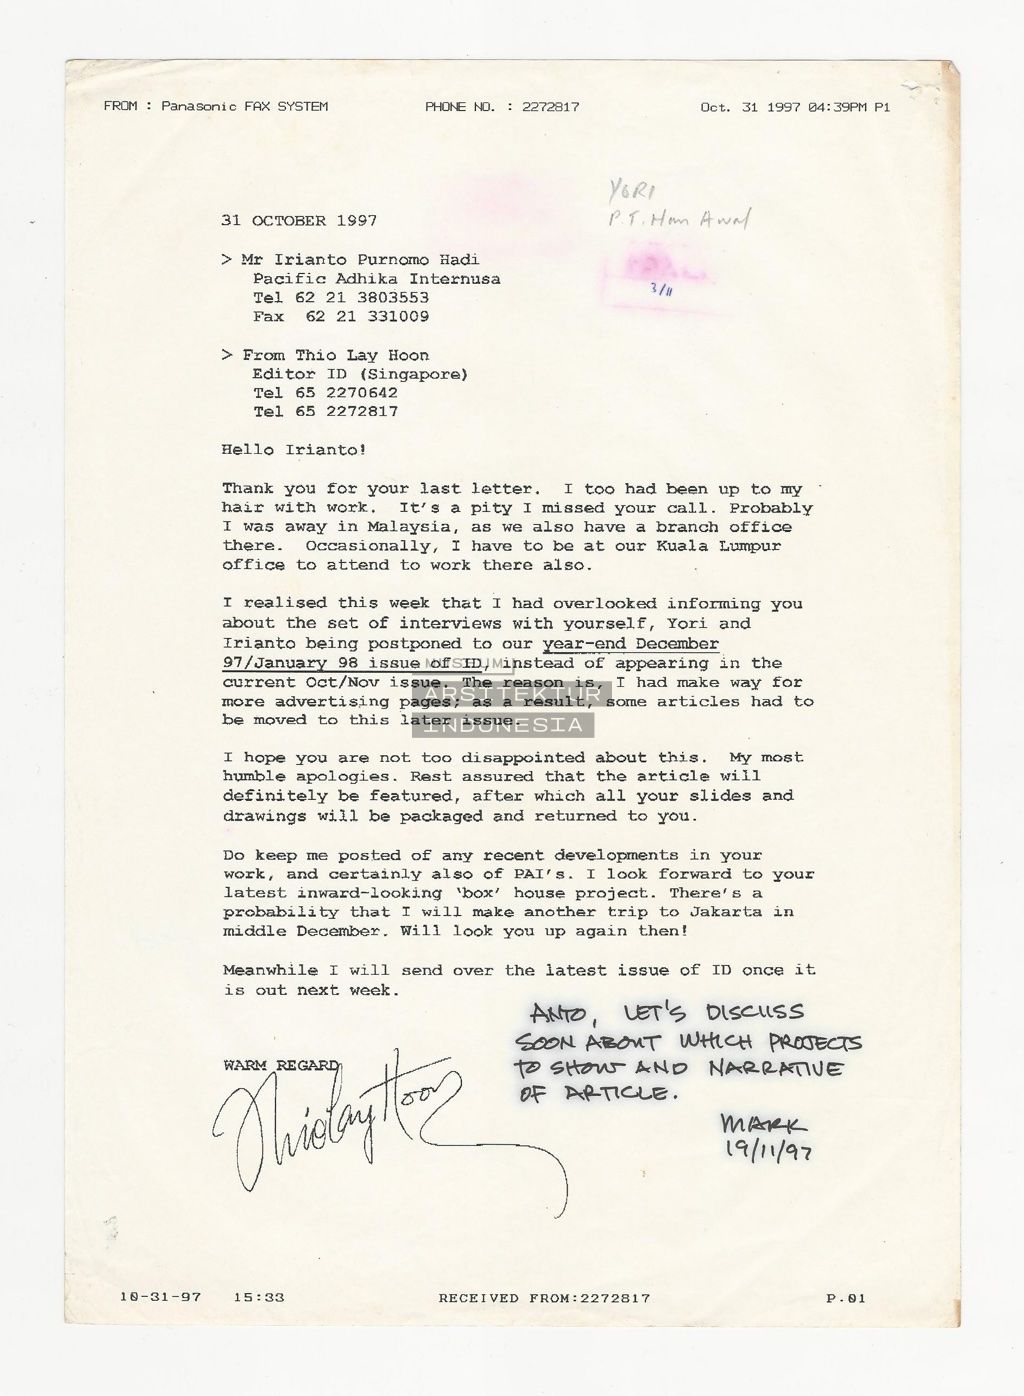 FROM : Panasonic FAX SYSTEM PHONE NO. : 2272817 Oct. 31 1997 04:39PM P1
YORI
P.T. Han Awal
31 OCTOBER 1997
3/11
> Mr Irianto Purnomo Hadi
Pacific Adhika Internusa
Tel 62 21 3803553
Fax 62 21 331009
> From Thio Lay Hoon
Editor ID (Singapore)
Tel 65 2270642
Tel 65 2272817
Hello Irianto!
Thank you for your last letter. I too had been up to my
hair with work. It's a pity I missed your call. Probably
I was away in Malaysia, as we also have a branch office
there. Occasionally, I have to be at our Kuala Lumpur
office to attend to work there also.
I realised this week that I had overlooked informing you
about the set of interviews with yourself, Yori and
Irianto being postponed to our year-end December
97/January 98 issue of ID, instead of appearing in the
current Oct/Nov issue. The reason is, I had make way for
more advertising pages; as a result, some articles had to
be moved to this later issue.
MUSEUM
ARSITEKTUR
INDONESIA
I hope you are not too disappointed about this. My most
humble apologies. Rest assured that the article will
definitely be featured, after which all your slides and
drawings will be packaged and returned to you.
Do keep me posted of any recent developments in your
work, and certainly also of PAI's. I look forward to your
latest inward-looking 'box' house project. There's a
probability that I will make another trip to Jakarta in
middle December. Will look you up again then!
Meanwhile I will send over the latest issue of ID once it
is out next week.
ANTO, LET'S DISCUSS
SOON ABOUT WHICH PROJECTS
TO SHOW AND NARRATIVE
OF ARTICLE.
MARK
19/11/97
WARM REGARD
Thio Lay Hoon
10-31-97 15:33 RECEIVED FROM:2272817 P.01